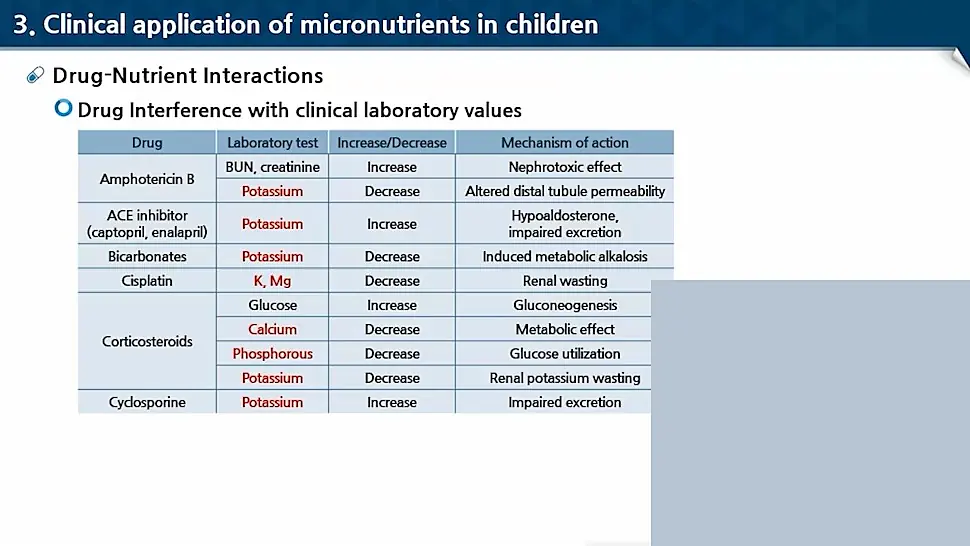 3. Clinical application of micronutrients in children
Drug-Nutrient Interactions
Drug Interference with clinical laboratory values
Drug Laboratory test Increase/Decrease Mechanism of action
Amphotericin B BUN, creatinine Increase Nephrotoxic effect
Potassium Decrease Altered distal tubule permeability
ACE inhibitor
(captopril, enalapril) Potassium Increase Hypoaldosterone,
impaired excretion
Bicarbonates Potassium Decrease Induced metabolic alkalosis
Cisplatin K, Mg Decrease Renal wasting
Corticosteroids Glucose Increase Gluconeogenesis
Calcium Decrease Metabolic effect
Phosphorous Decrease Glucose utilization
Potassium Decrease Renal potassium wasting
Cyclosporine Potassium Increase Impaired excretion